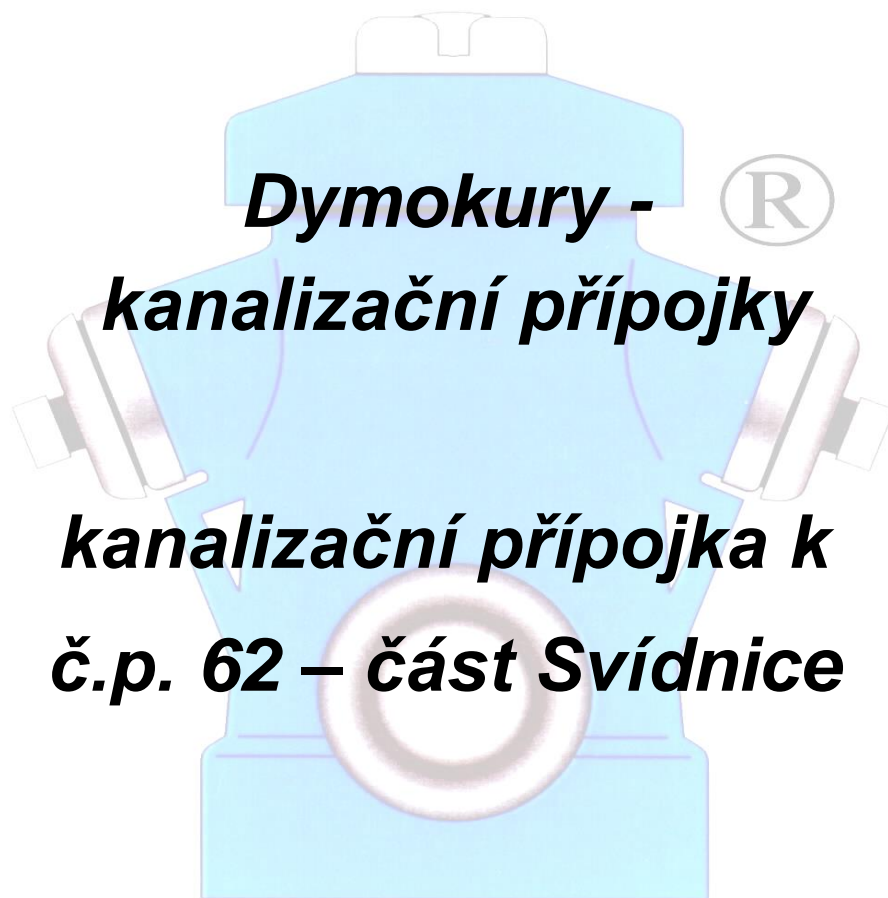 Dymokury - ®
kanalizační přípojky
kanalizační přípojka k
č.p. 62 – část Svídnice